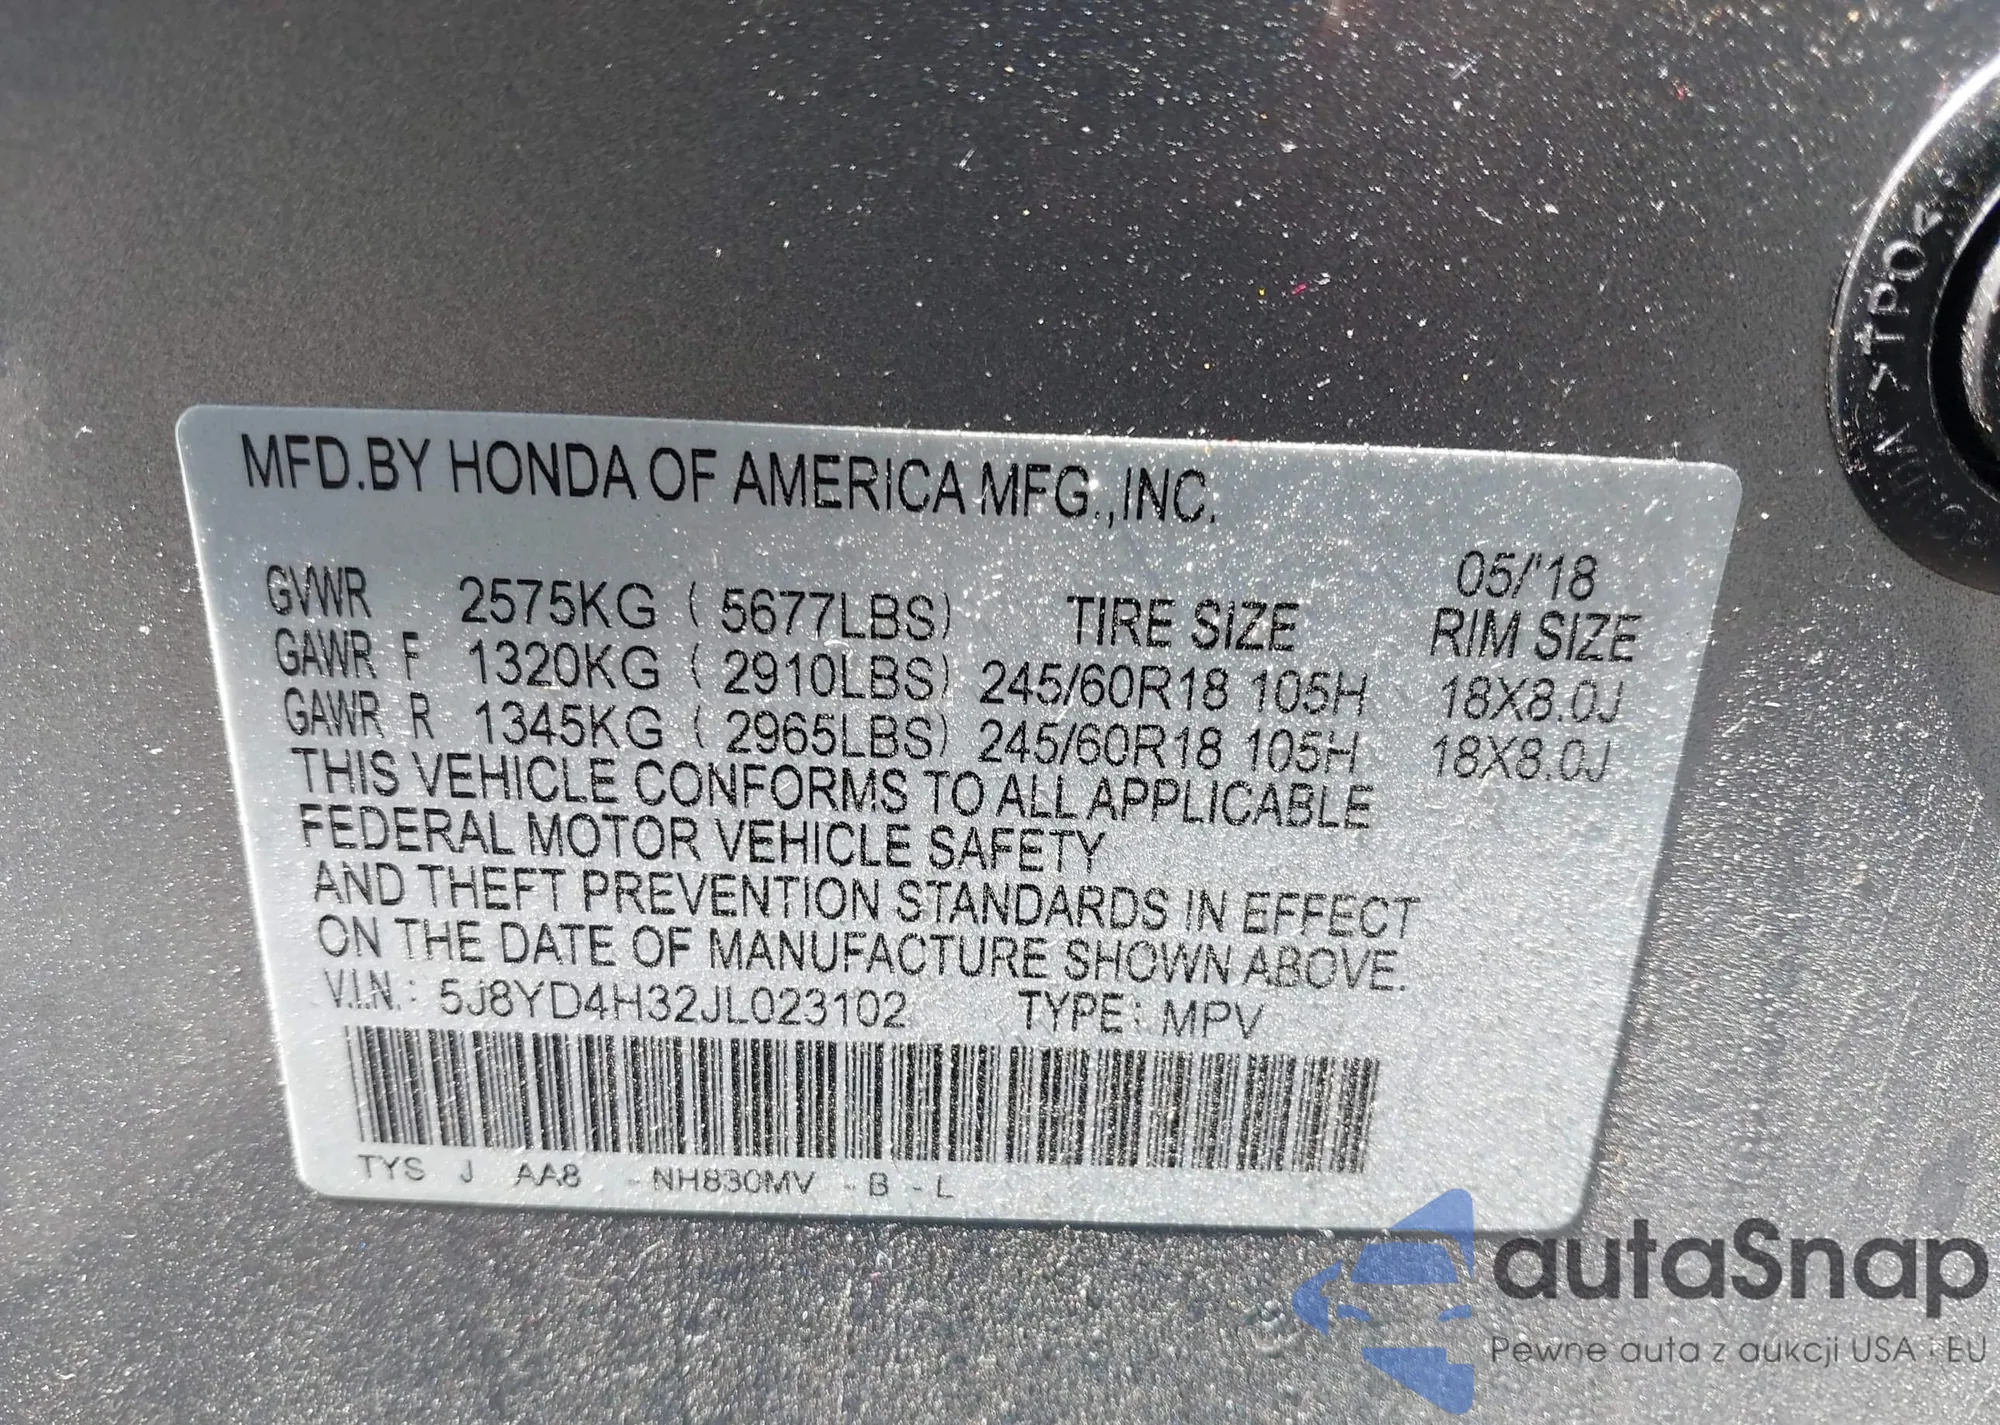 MFD.BY HONDA OF AMERICA MFG.,INC.
05/'18
GVWR 2575KG ( 5677LBS) TIRE SIZE RIM SIZE
GAWR F 1320KG ( 2910LBS) 245/60R18 105H 18X8.0J
GAWR R 1345KG ( 2965LBS) 245/60R18 105H 18X8.0J
THIS VEHICLE CONFORMS TO ALL APPLICABLE
FEDERAL MOTOR VEHICLE SAFETY
AND THEFT PREVENTION STANDARDS IN EFFECT
ON THE DATE OF MANUFACTURE SHOWN ABOVE.
V.I.N.: 5J8YD4H32JL023102 TYPE: MPV
TYS J AA8 - NH830MV - B - L
autaSnap
Pewne auta z aukcji USA i EU